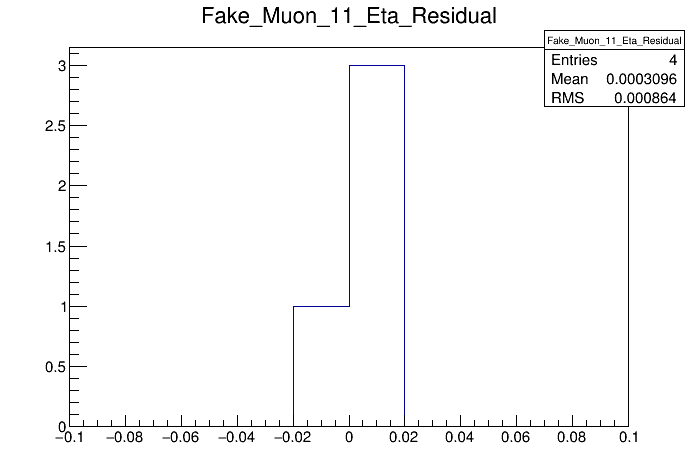 Fake_Muon_11_Eta_Residual
Fake_Muon_11_Eta_Residual
Entries 4
Mean 0.0003096
RMS 0.000864
3
2.5
2
1.5
1
0.5
0
−0.1 −0.08 −0.06 −0.04 −0.02 0 0.02 0.04 0.06 0.08 0.1